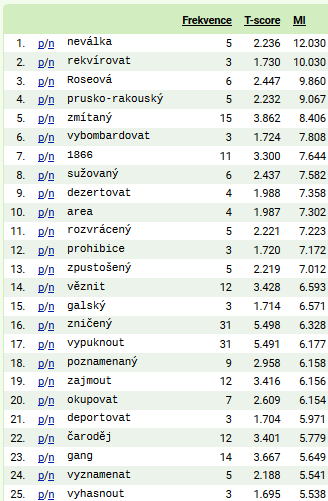 Frekvence T-score MI
1. p/n neválka 5 2.236 12.030
2. p/n rekvírovat 3 1.730 10.030
3. p/n Roseová 6 2.447 9.860
4. p/n prusko-rakouský 5 2.232 9.067
5. p/n zmítaný 15 3.862 8.406
6. p/n vybombardovat 3 1.724 7.808
7. p/n 1866 11 3.300 7.644
8. p/n sužovaný 6 2.437 7.582
9. p/n dezertovat 4 1.988 7.358
10. p/n area 4 1.987 7.302
11. p/n rozvrácený 5 2.221 7.223
12. p/n prohibice 3 1.720 7.172
13. p/n zpustošený 5 2.219 7.012
14. p/n věznit 12 3.428 6.593
15. p/n galský 3 1.714 6.571
16. p/n zničený 31 5.498 6.328
17. p/n vypuknout 31 5.491 6.177
18. p/n poznamenaný 9 2.958 6.158
19. p/n zajmout 12 3.416 6.156
20. p/n okupovat 7 2.609 6.154
21. p/n deportovat 3 1.704 5.971
22. p/n čaroděj 12 3.401 5.779
23. p/n gang 14 3.667 5.649
24. p/n vyznamenat 5 2.188 5.541
25. p/n vyhasnout 3 1.695 5.538